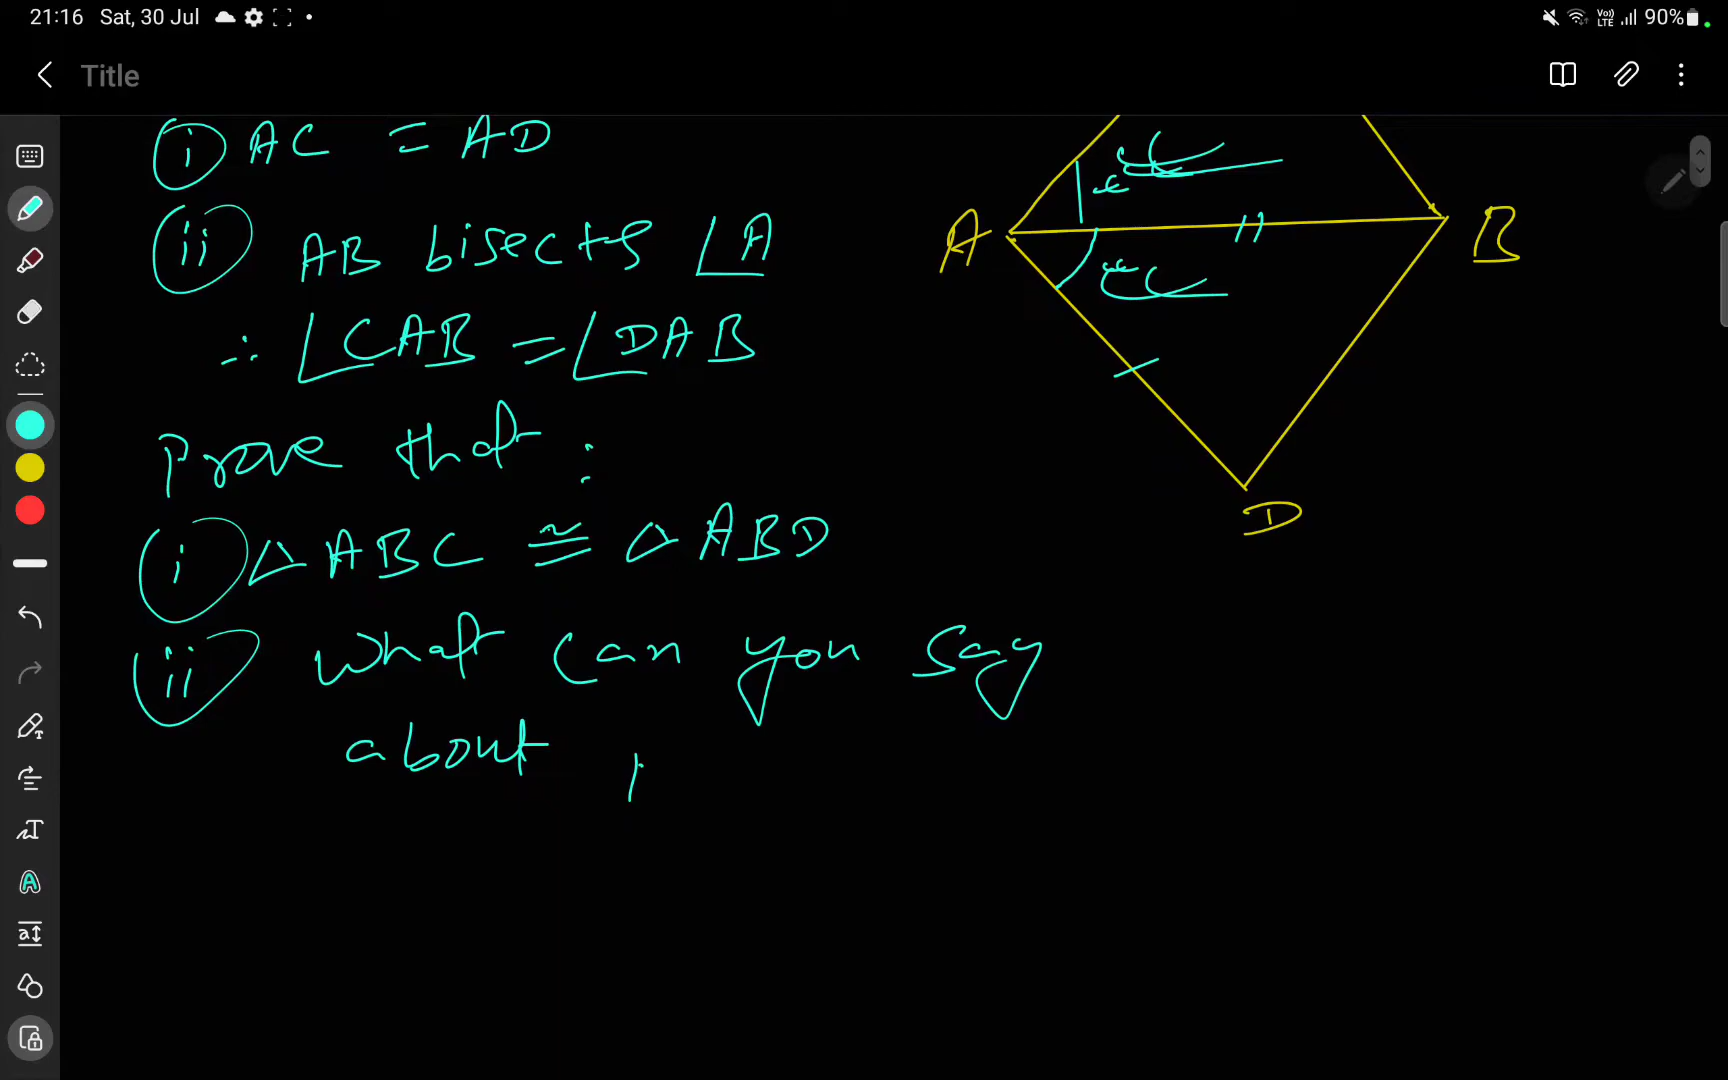 21:16 Sat, 30 Jul
90%
Title
i AC = AD
ii AB bisects ∠A
∴ ∠CAB = ∠DAB
Prove that :
i △ABC ≅ △ABD
ii What can you say
about
A
B
D